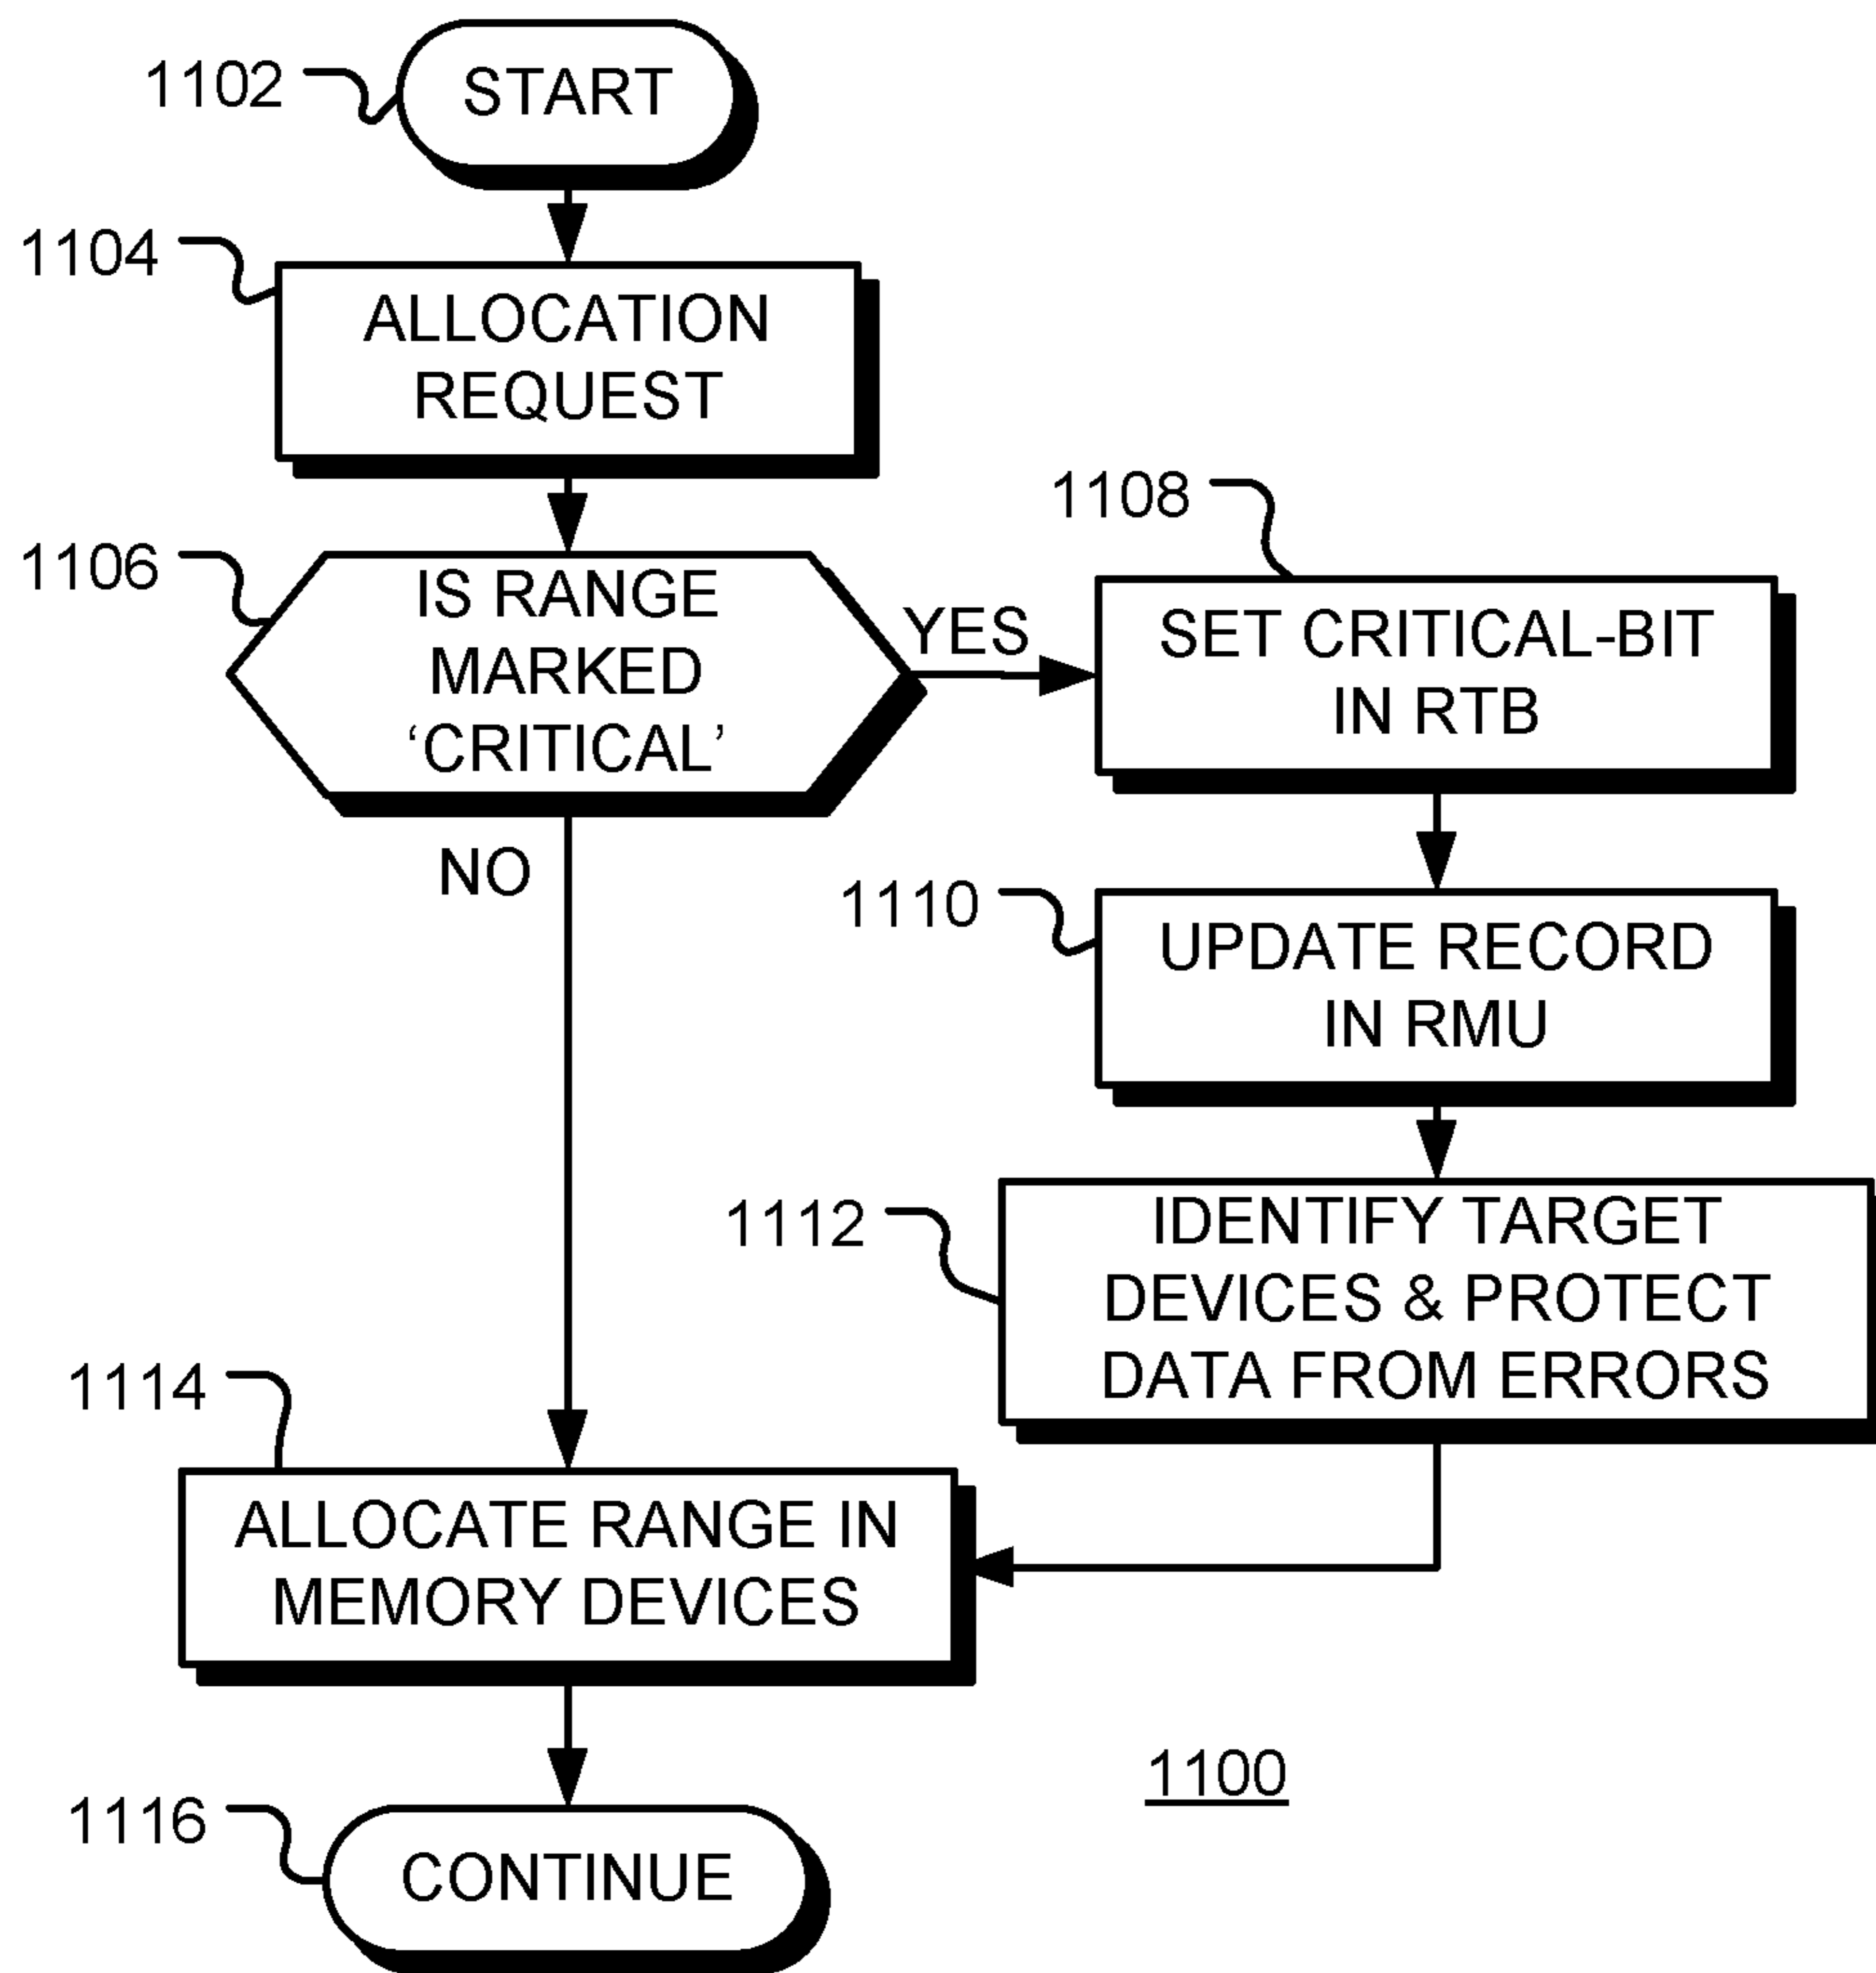 1102
START
1104
ALLOCATION
REQUEST
1106
IS RANGE
MARKED
‘CRITICAL’
YES
NO
1108
SET CRITICAL-BIT
IN RTB
1110
UPDATE RECORD
IN RMU
1112
IDENTIFY TARGET
DEVICES & PROTECT
DATA FROM ERRORS
1114
ALLOCATE RANGE IN
MEMORY DEVICES
1116
CONTINUE
1100